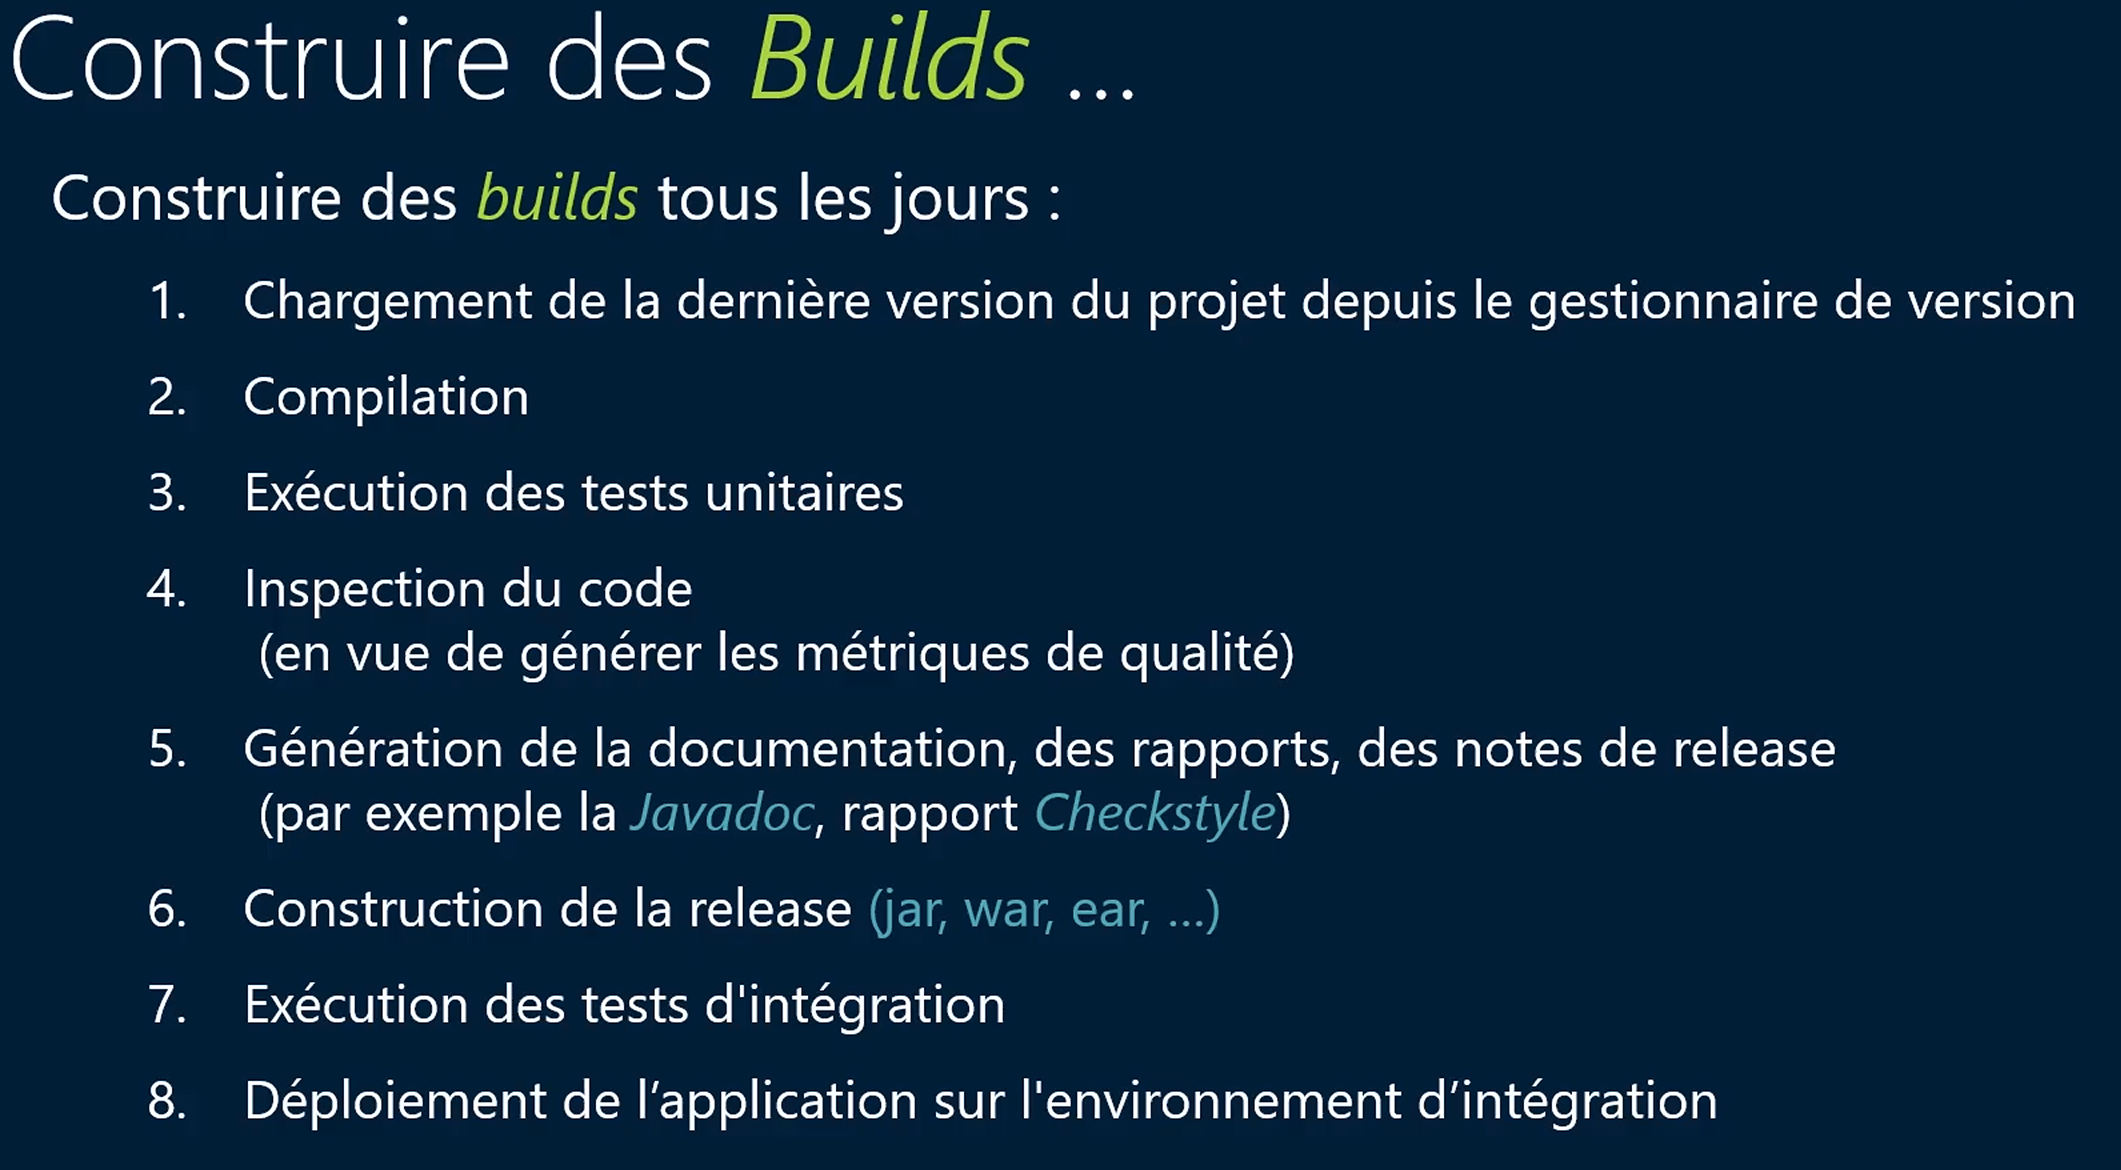 Construire des Builds ...
Construire des builds tous les jours :
1. Chargement de la dernière version du projet depuis le gestionnaire de version
2. Compilation
3. Exécution des tests unitaires
4. Inspection du code
(en vue de générer les métriques de qualité)
5. Génération de la documentation, des rapports, des notes de release
(par exemple la Javadoc, rapport Checkstyle)
6. Construction de la release (jar, war, ear, ...)
7. Exécution des tests d'intégration
8. Déploiement de l’application sur l'environnement d’intégration